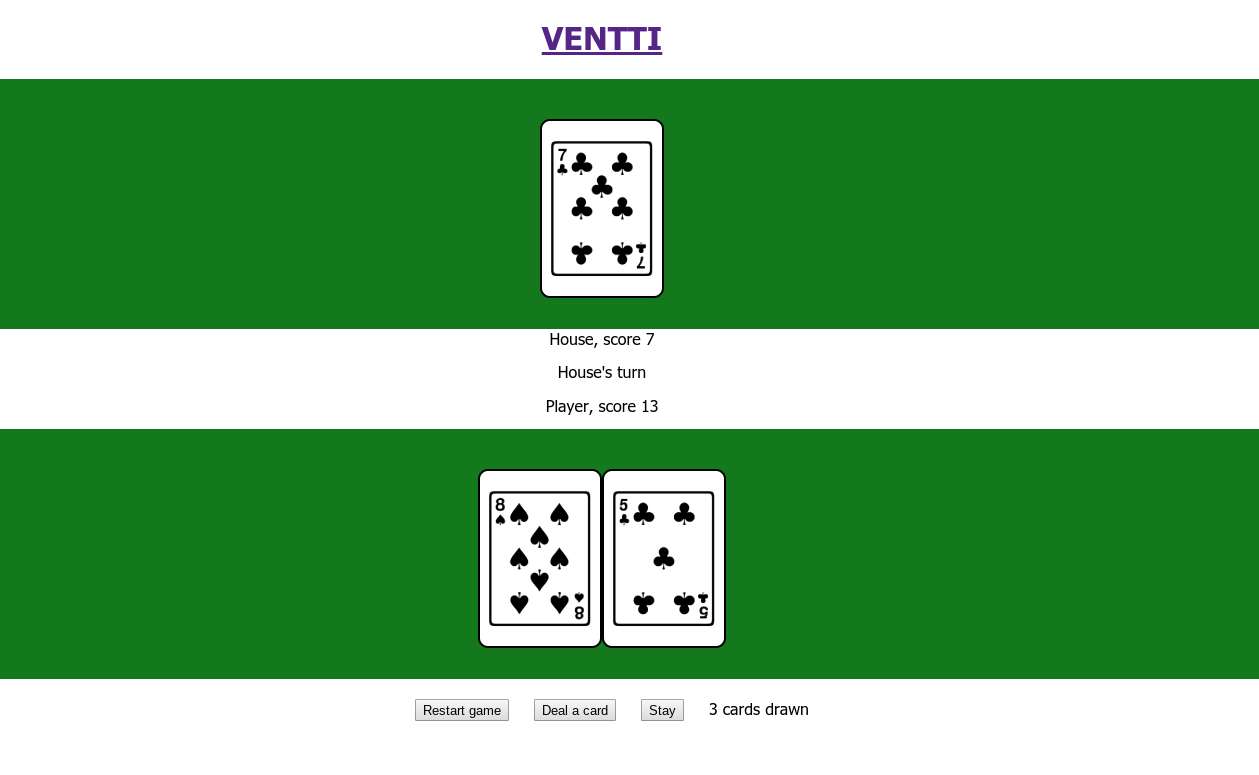 VENTTI
7
7
House, score 7
House's turn
Player, score 13
8 5
8 5
Restart game Deal a card Stay 3 cards drawn